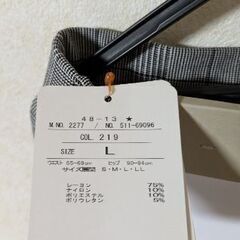 48-13 ★
M.NO. 2277 / NO. 511-69096
COL. 219
SIZE L
ウエスト 65-69cm ヒップ 90-94cm
サイズ展開 S・M・L・LL
レーヨン 75%
ナイロン 10%
ポリエステル 10%
ポリウレタン 5%